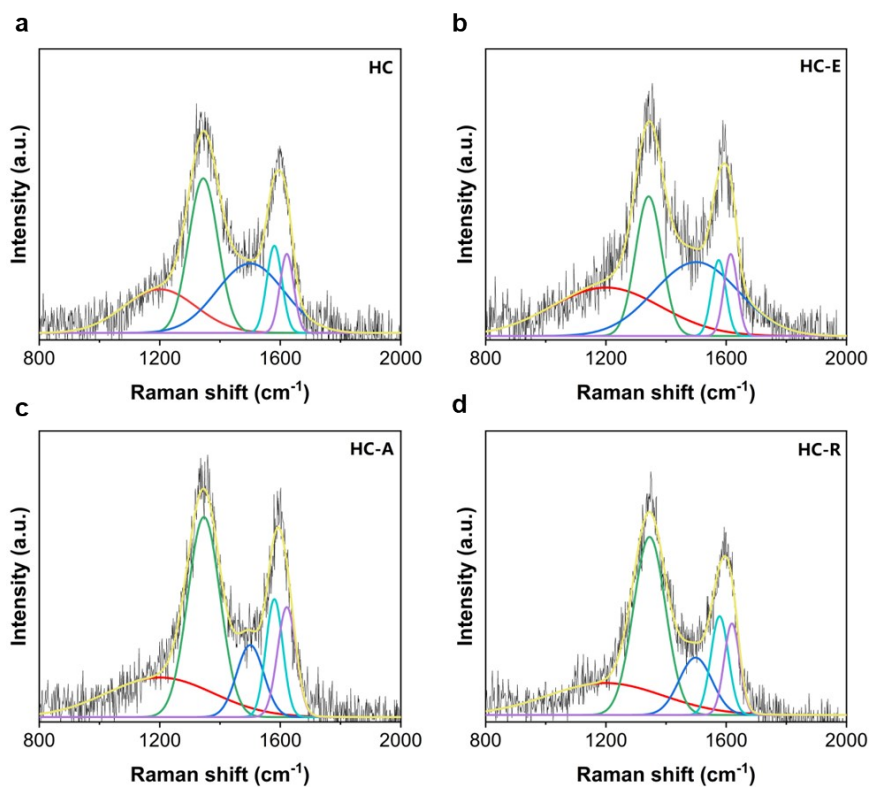 a
HC
Intensity (a.u.)
800 1200 1600 2000
Raman shift (cm⁻¹)
b
HC-E
Intensity (a.u.)
800 1200 1600 2000
Raman shift (cm⁻¹)
c
HC-A
Intensity (a.u.)
800 1200 1600 2000
Raman shift (cm⁻¹)
d
HC-R
Intensity (a.u.)
800 1200 1600 2000
Raman shift (cm⁻¹)